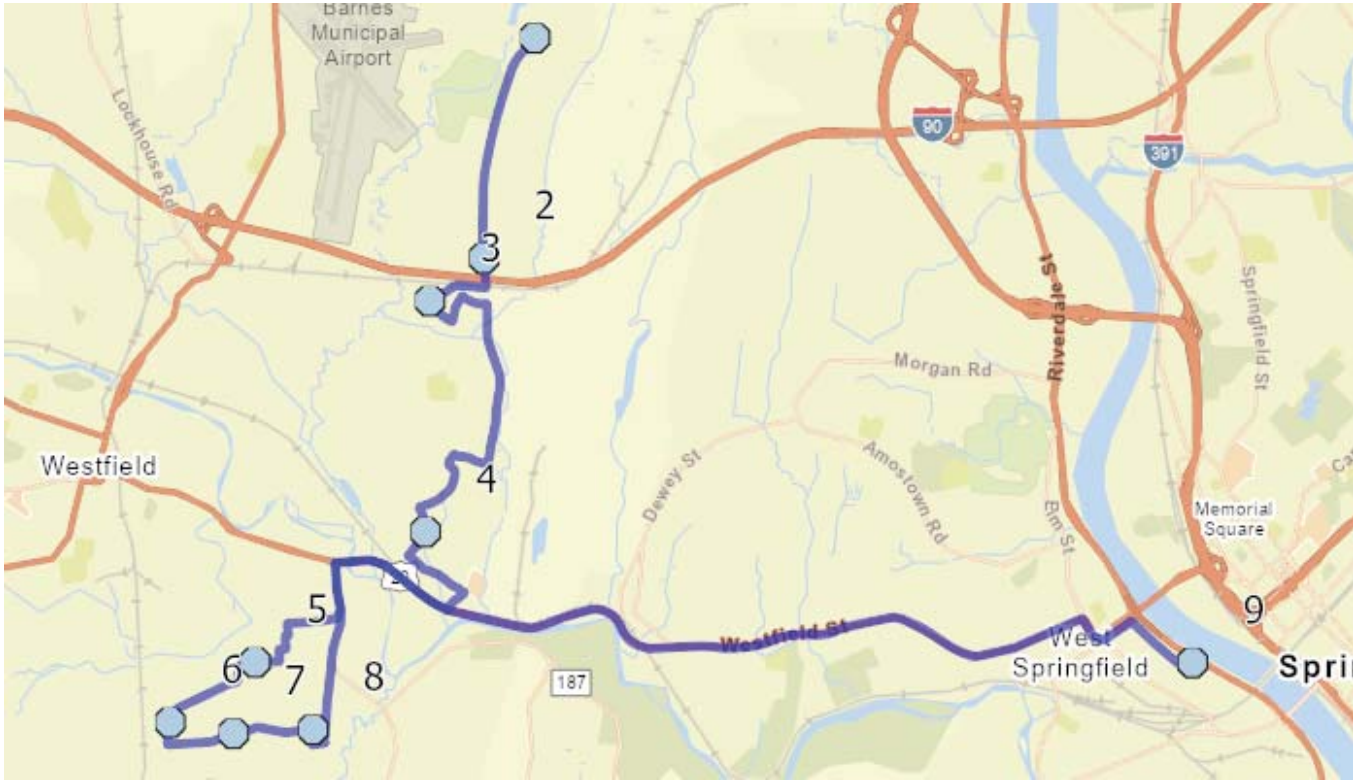 Barnes
Municipal
Airport
Lockhouse Rd
90
391
2
3
Springfield St
Riverdale St
Morgan Rd
Westfield
4
Dewey St
Amostown Rd
Elm St
Memorial
Square
5
9
Westfield St
West
Springfield
6
7
8
187